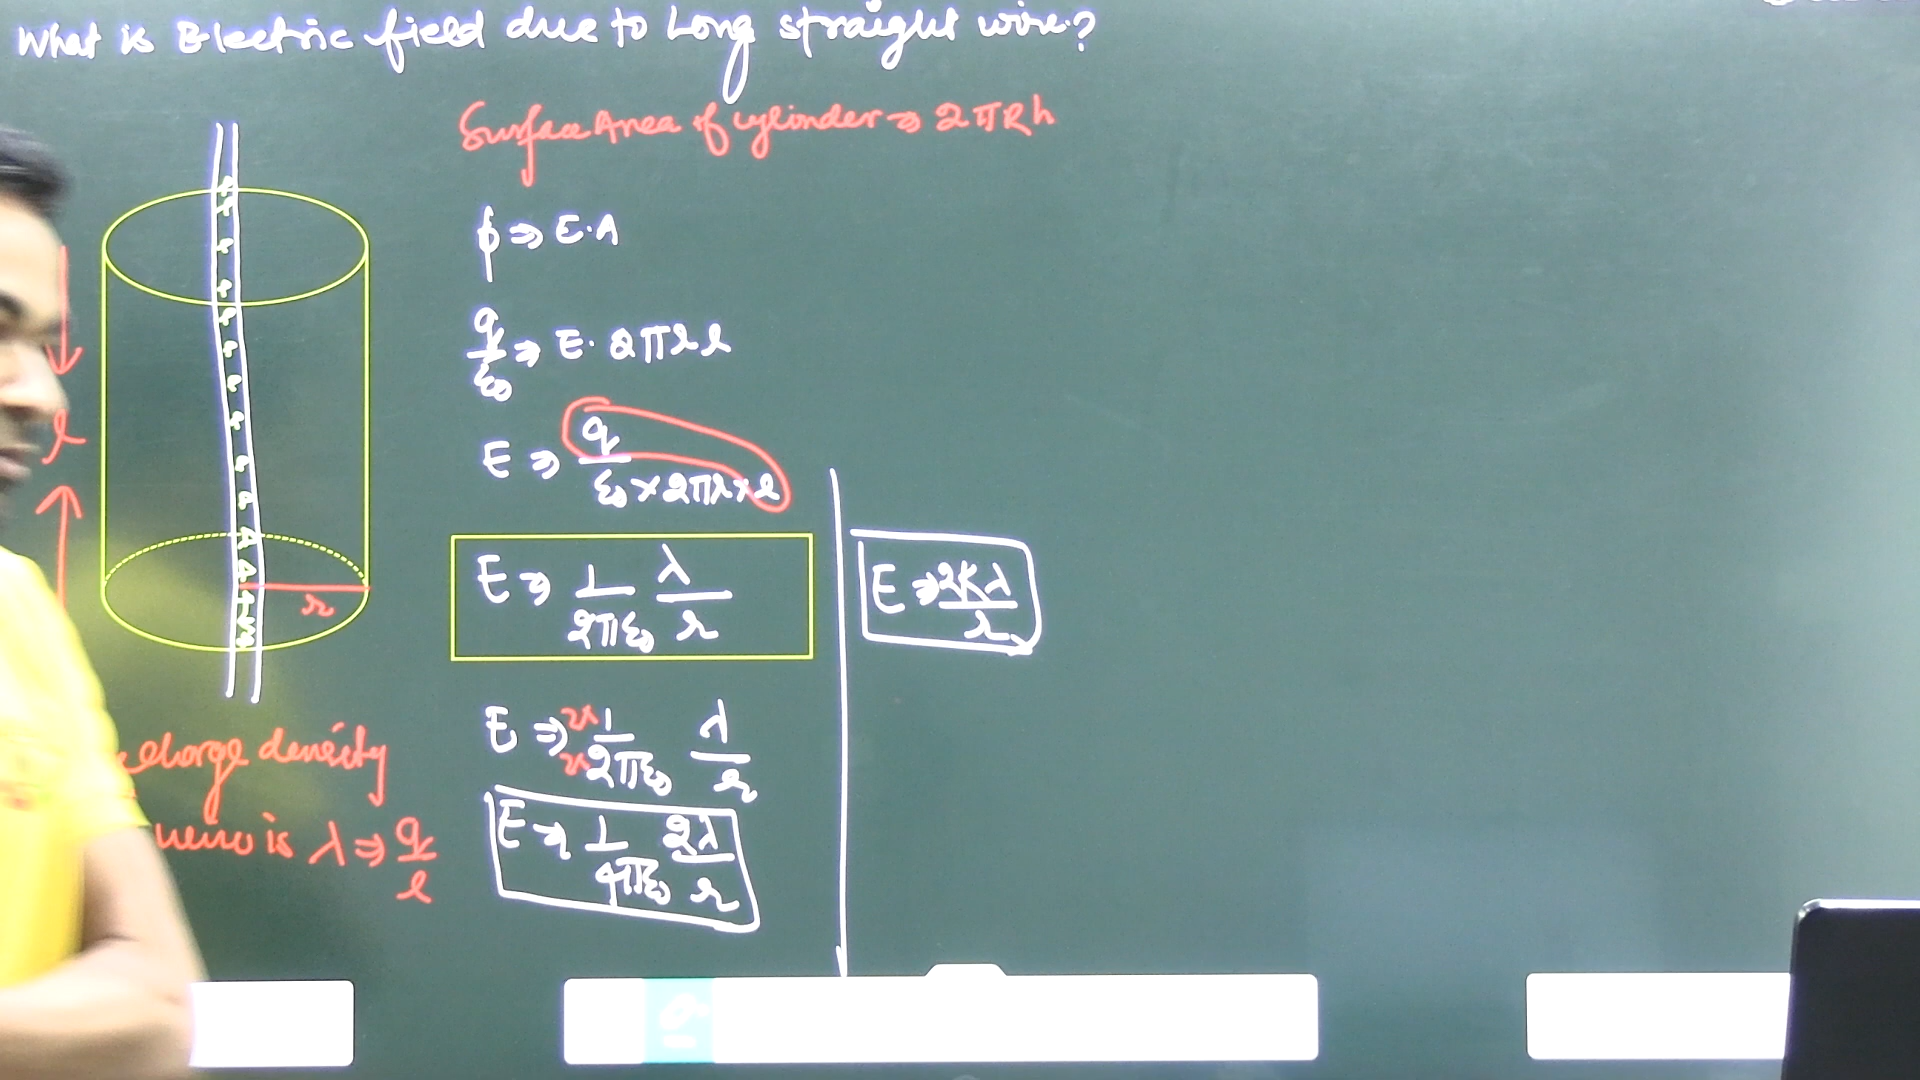 What is Electric field due to Long straight wire?
Surface Area of cylinder ⇒ 2πRh
ϕ ⇒ E·A
q/ε₀ ⇒ E· 2πrl
E ⇒ q/ε₀×2πr×l
E ⇒ 1/2πε₀ λ/r
E ⇒ 2Kλ/r
E ⇒ 2×1/2×2πε₀ λ/r
E ⇒ 1/4πε₀ 2λ/r
l
r
charge density
is λ ⇒ q/l